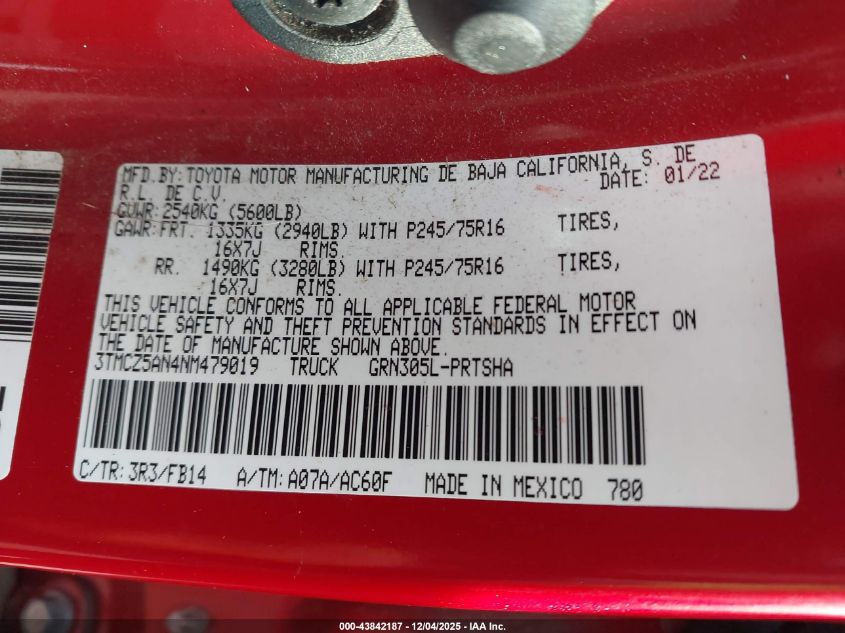 MFD.BY:TOYOTA MOTOR MANUFACTURING DE BAJA CALIFORNIA, S. DE
R.L. DE C.V. DATE: 01/22
GVWR:2540KG (5600LB)
GAWR:FRT. 1335KG (2940LB) WITH P245/75R16 TIRES,
16X7J RIMS.
RR. 1490KG (3280LB) WITH P245/75R16 TIRES,
16X7J RIMS.
THIS VEHICLE CONFORMS TO ALL APPLICABLE FEDERAL MOTOR
VEHICLE SAFETY AND THEFT PREVENTION STANDARDS IN EFFECT ON
THE DATE OF MANUFACTURE SHOWN ABOVE.
3TMCZ5AN4NM479019 TRUCK GRN305L-PRTSHA
C/TR:3R3/FB14 A/TM:A07A/AC60F MADE IN MEXICO 780
000-43842187 - 12/04/2025 - IAA Inc.